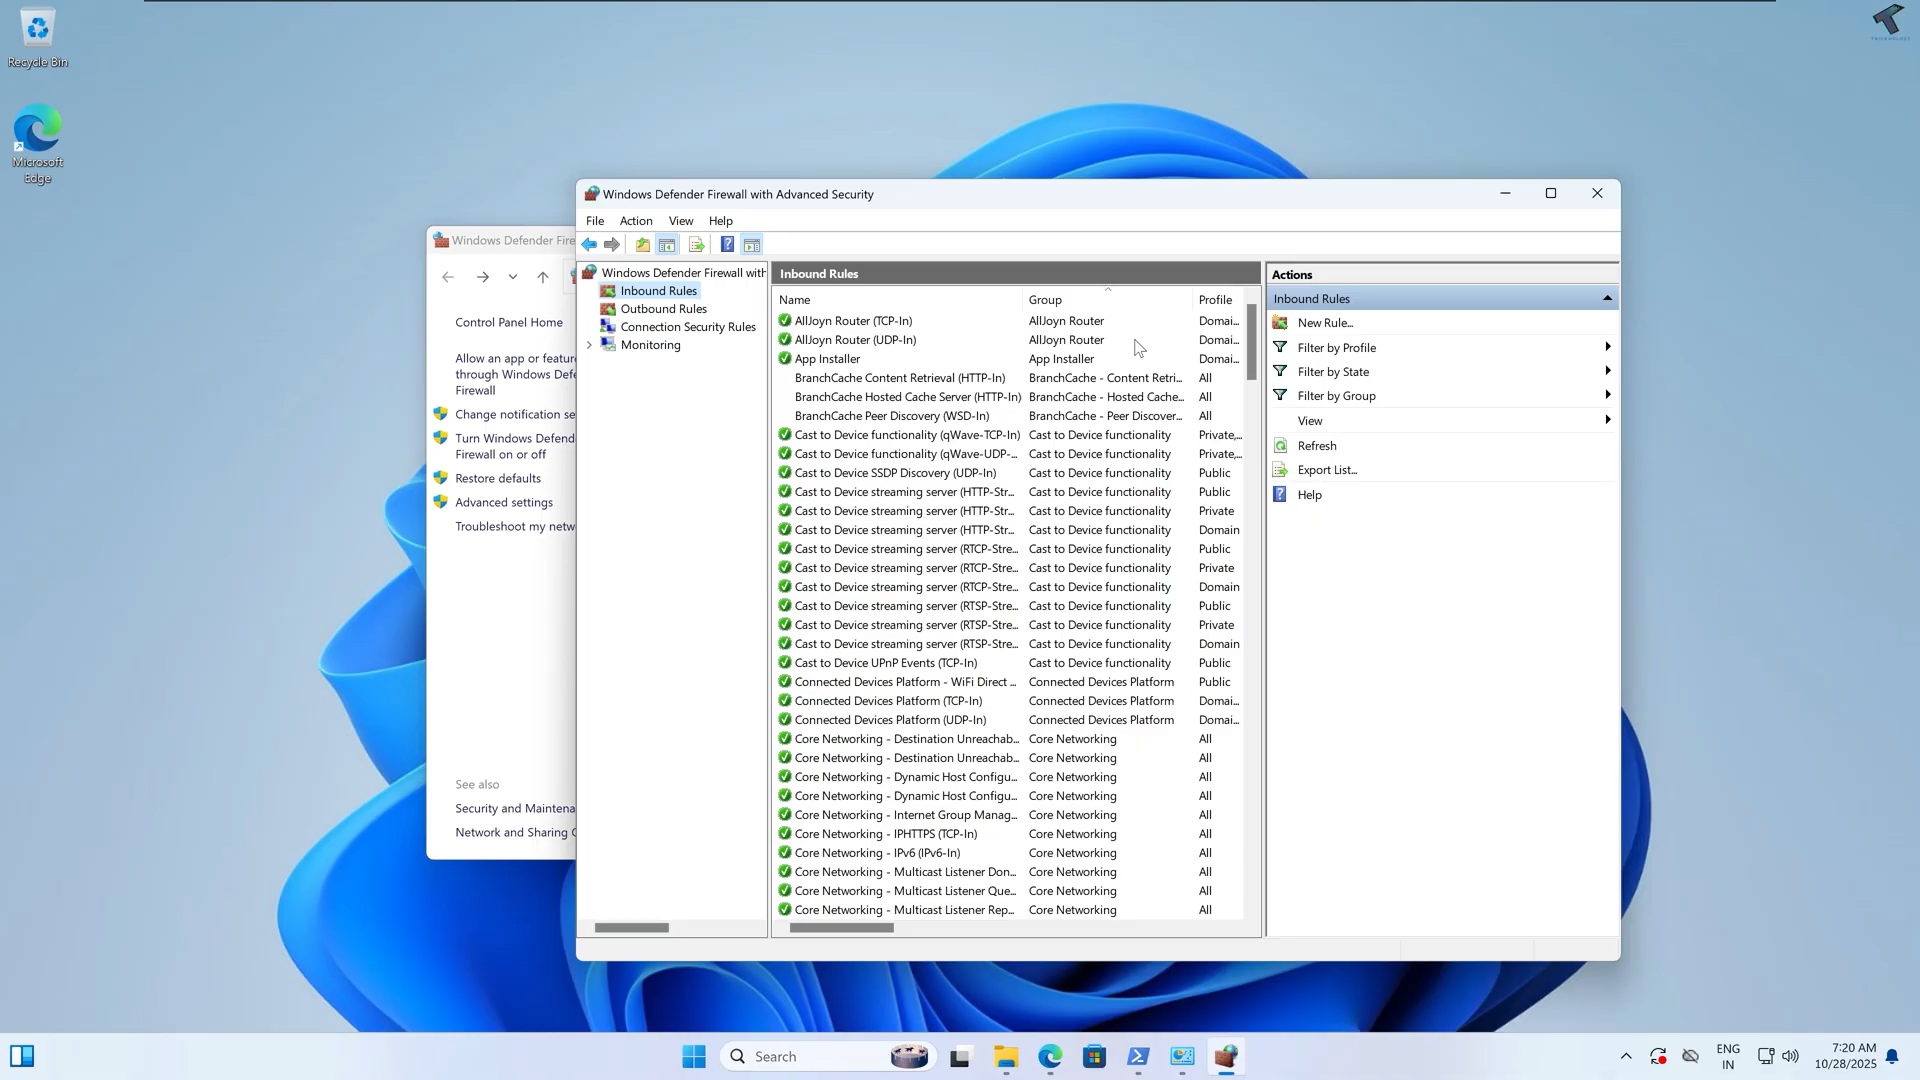 Recycle Bin
Microsoft
Edge
Windows Defender Fire
Control Panel Home
Allow an app or featur
through Windows Defe
Firewall
Change notification se
Turn Windows Defend
Firewall on or off
Restore defaults
Advanced settings
Troubleshoot my netw
See also
Security and Maintena
Network and Sharing
Windows Defender Firewall with Advanced Security
File Action View Help
Windows Defender Firewall with
Inbound Rules
Outbound Rules
Connection Security Rules
Monitoring
Inbound Rules
Name Group Profile
AllJoyn Router (TCP-In) AllJoyn Router Domai...
AllJoyn Router (UDP-In) AllJoyn Router Domai...
App Installer App Installer Domai...
BranchCache Content Retrieval (HTTP-In) BranchCache - Content Retri... All
BranchCache Hosted Cache Server (HTTP-In) BranchCache - Hosted Cache... All
BranchCache Peer Discovery (WSD-In) BranchCache - Peer Discover... All
Cast to Device functionality (qWave-TCP-In) Cast to Device functionality Private,...
Cast to Device functionality (qWave-UDP-... Cast to Device functionality Private,...
Cast to Device SSDP Discovery (UDP-In) Cast to Device functionality Public
Cast to Device streaming server (HTTP-Str... Cast to Device functionality Public
Cast to Device streaming server (HTTP-Str... Cast to Device functionality Private
Cast to Device streaming server (HTTP-Str... Cast to Device functionality Domain
Cast to Device streaming server (RTCP-Stre... Cast to Device functionality Public
Cast to Device streaming server (RTCP-Stre... Cast to Device functionality Private
Cast to Device streaming server (RTCP-Stre... Cast to Device functionality Domain
Cast to Device streaming server (RTSP-Stre... Cast to Device functionality Public
Cast to Device streaming server (RTSP-Stre... Cast to Device functionality Private
Cast to Device streaming server (RTSP-Stre... Cast to Device functionality Domain
Cast to Device UPnP Events (TCP-In) Cast to Device functionality Public
Connected Devices Platform - WiFi Direct ... Connected Devices Platform Public
Connected Devices Platform (TCP-In) Connected Devices Platform Domai...
Connected Devices Platform (UDP-In) Connected Devices Platform Domai...
Core Networking - Destination Unreachab... Core Networking All
Core Networking - Destination Unreachab... Core Networking All
Core Networking - Dynamic Host Configu... Core Networking All
Core Networking - Dynamic Host Configu... Core Networking All
Core Networking - Internet Group Manag... Core Networking All
Core Networking - IPHTTPS (TCP-In) Core Networking All
Core Networking - IPv6 (IPv6-In) Core Networking All
Core Networking - Multicast Listener Don... Core Networking All
Core Networking - Multicast Listener Que... Core Networking All
Core Networking - Multicast Listener Rep... Core Networking All
Actions
Inbound Rules
New Rule...
Filter by Profile
Filter by State
Filter by Group
View
Refresh
Export List...
Help
Search
ENG
IN
7:20 AM
10/28/2025